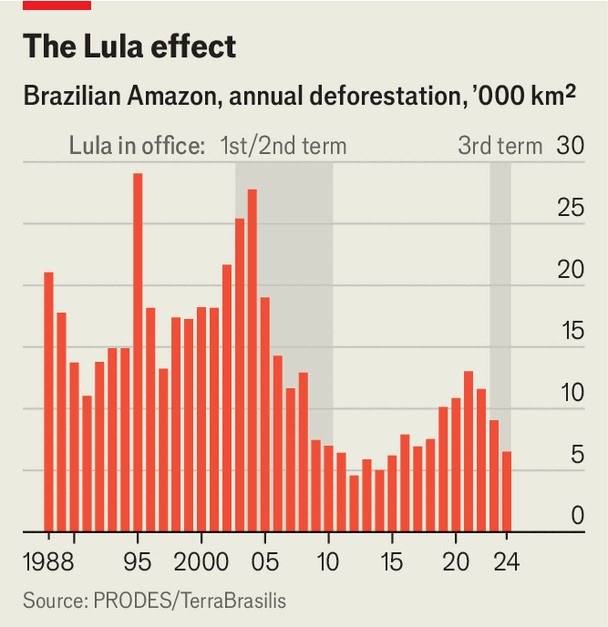 The Lula effect
Brazilian Amazon, annual deforestation, ’000 km²
Lula in office: 1st/2nd term 3rd term 30
25
20
15
10
5
0
1988 95 2000 05 10 15 20 24
Source: PRODES/TerraBrasilis